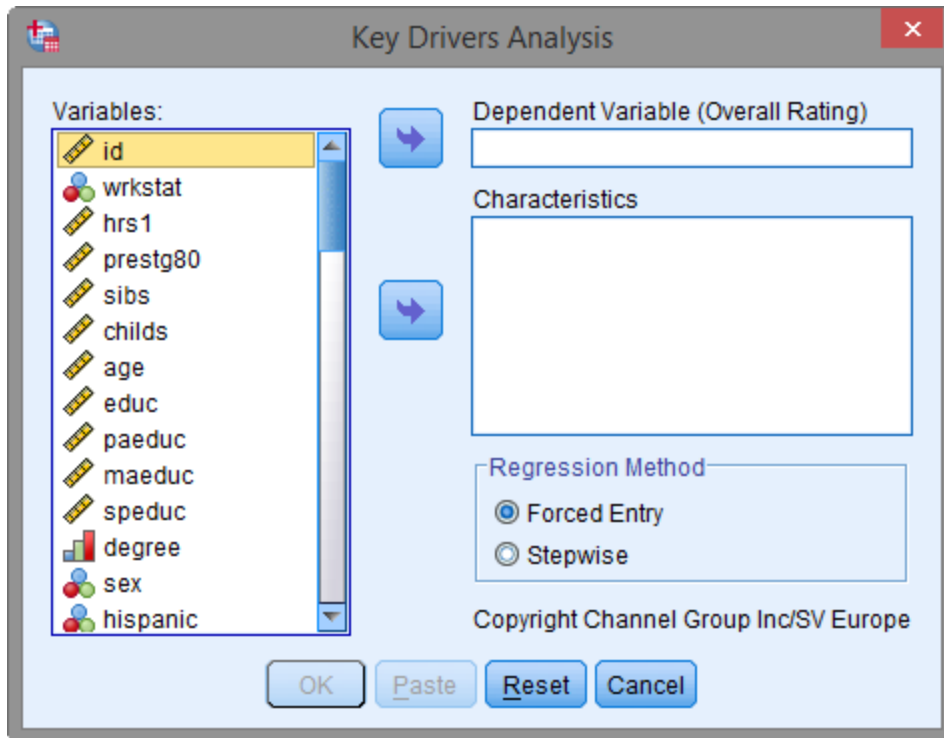 Key Drivers Analysis
Variables:
id
wrkstat
hrs1
prestg80
sibs
childs
age
educ
paeduc
maeduc
speduc
degree
sex
hispanic
Dependent Variable (Overall Rating)
Characteristics
Regression Method
Forced Entry
Stepwise
Copyright Channel Group Inc/SV Europe
OK
Paste
Reset
Cancel